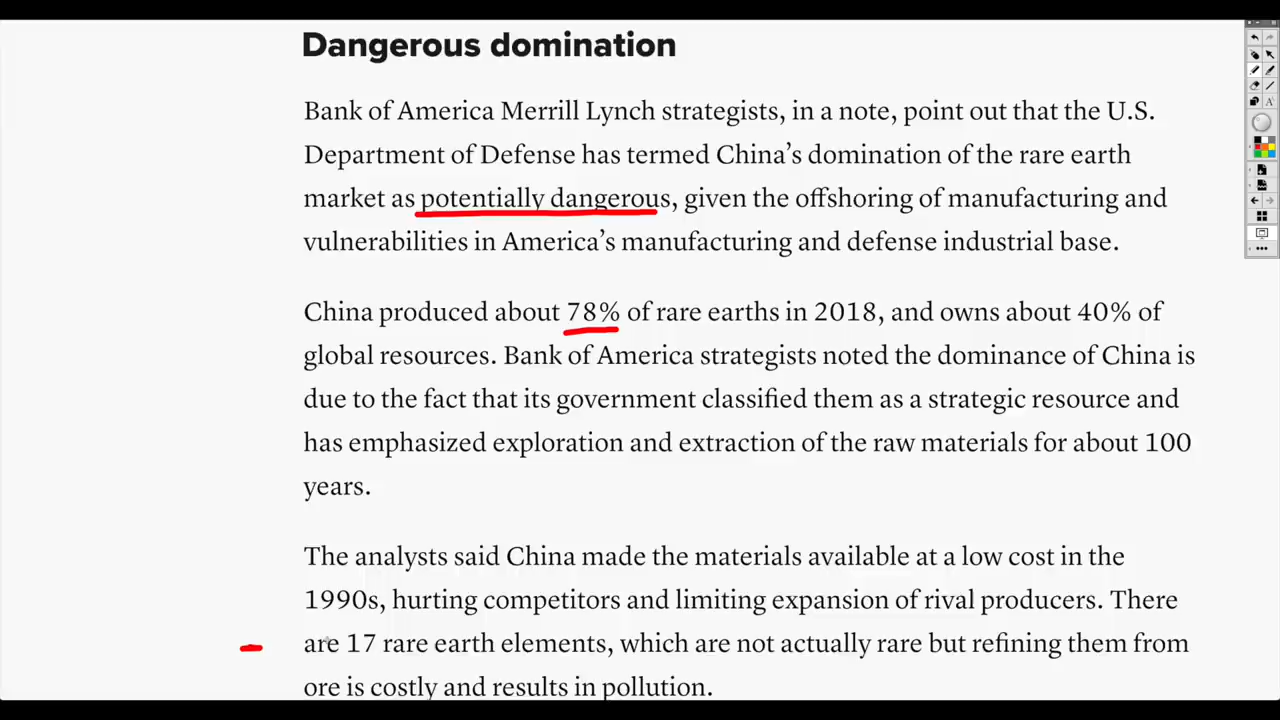 Dangerous domination
Bank of America Merrill Lynch strategists, in a note, point out that the U.S.
Department of Defense has termed China’s domination of the rare earth
market as potentially dangerous, given the offshoring of manufacturing and
vulnerabilities in America’s manufacturing and defense industrial base.
China produced about 78% of rare earths in 2018, and owns about 40% of
global resources. Bank of America strategists noted the dominance of China is
due to the fact that its government classified them as a strategic resource and
has emphasized exploration and extraction of the raw materials for about 100
years.
The analysts said China made the materials available at a low cost in the
1990s, hurting competitors and limiting expansion of rival producers. There
are 17 rare earth elements, which are not actually rare but refining them from
ore is costly and results in pollution.